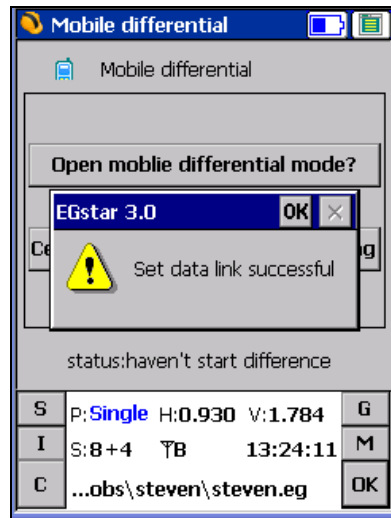 Mobile differential
Mobile differential
Open moblie differential mode?
EGstar 3.0 OK
Set data link successful
status:haven't start difference
S P:Single H:0.930 V:1.784 G
I S:8+4 B 13:24:11 M
C ...obs\steven\steven.eg OK